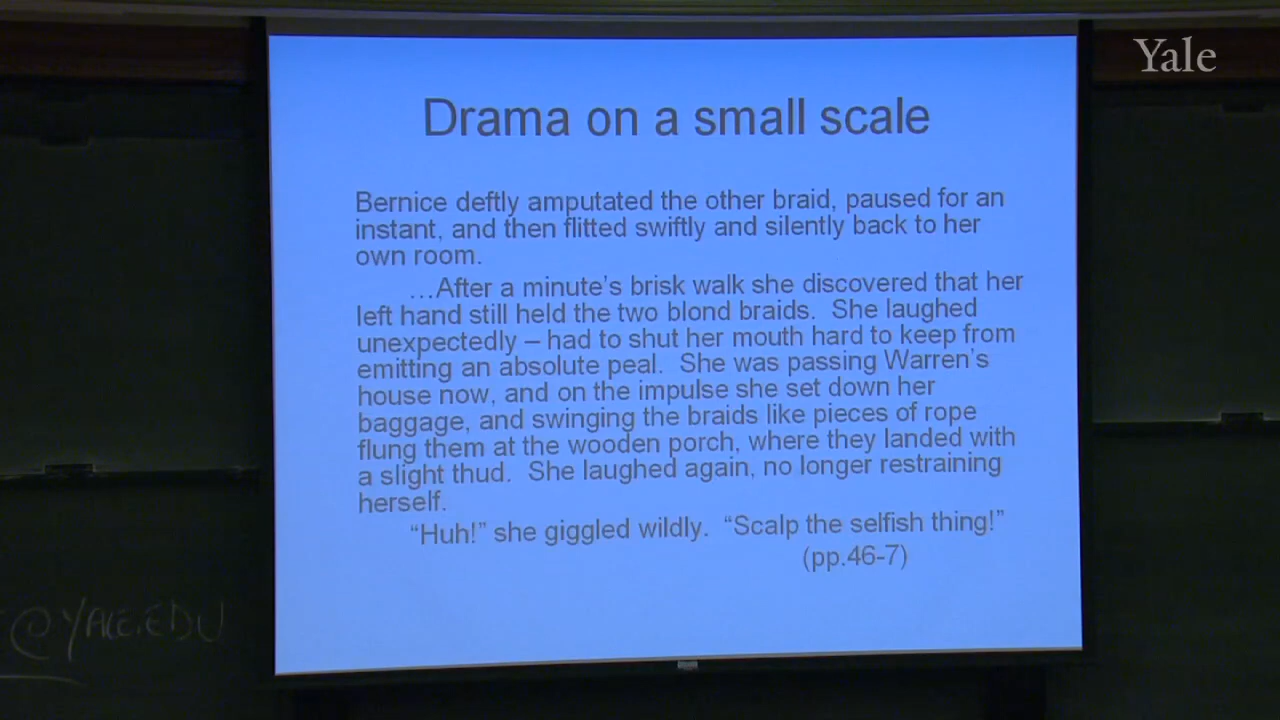 Yale
Drama on a small scale
Bernice deftly amputated the other braid, paused for an
instant, and then flitted swiftly and silently back to her
own room.
…After a minute’s brisk walk she discovered that her
left hand still held the two blond braids. She laughed
unexpectedly – had to shut her mouth hard to keep from
emitting an absolute peal. She was passing Warren’s
house now, and on the impulse she set down her
baggage, and swinging the braids like pieces of rope
flung them at the wooden porch, where they landed with
a slight thud. She laughed again, no longer restraining
herself.
“Huh!” she giggled wildly. “Scalp the selfish thing!”
(pp.46-7)
@YALE.EDU